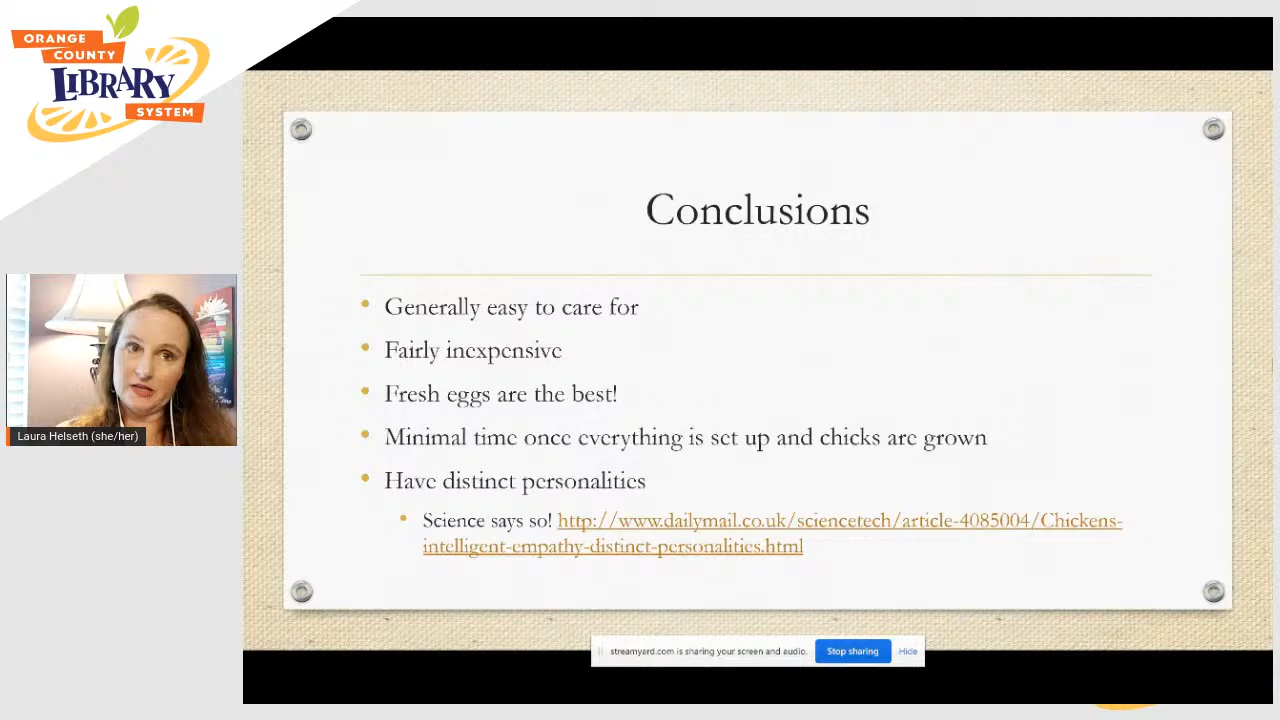 ORANGE
COUNTY
LIBRARY
SYSTEM
Conclusions
Generally easy to care for
Fairly inexpensive
Fresh eggs are the best!
Minimal time once everything is set up and chicks are grown
Have distinct personalities
Science says so! http://www.dailymail.co.uk/sciencetech/article-4085004/Chickens-
intelligent-empathy-distinct-personalities.html
Laura Helseth (she/her)
streamyard.com is sharing your screen and audio. Stop sharing Hide